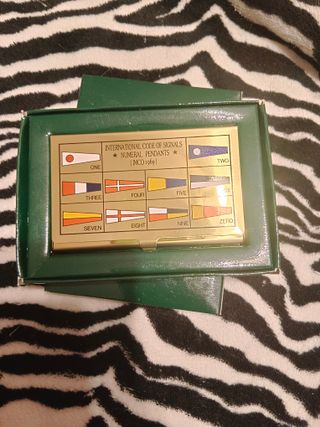 INTERNATIONAL CODE OF SIGNALS
★ NUMERAL PENDANTS ★
[ IMCO 1969 ]
ONE
TWO
THREE
FOUR
FIVE
SEVEN
EIGHT
NINE
ZERO